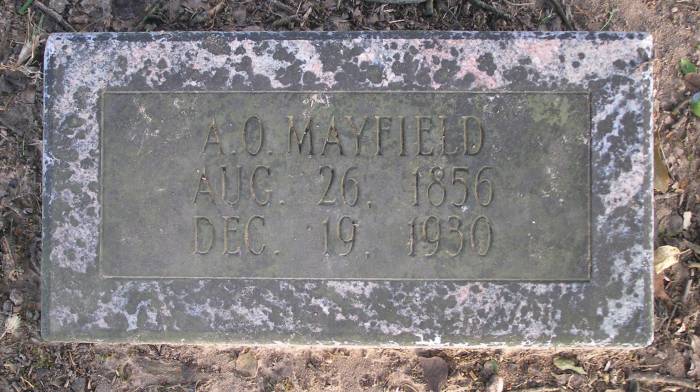 A.O. MAYFIELD
AUG. 26, 1856
DEC. 19, 1930